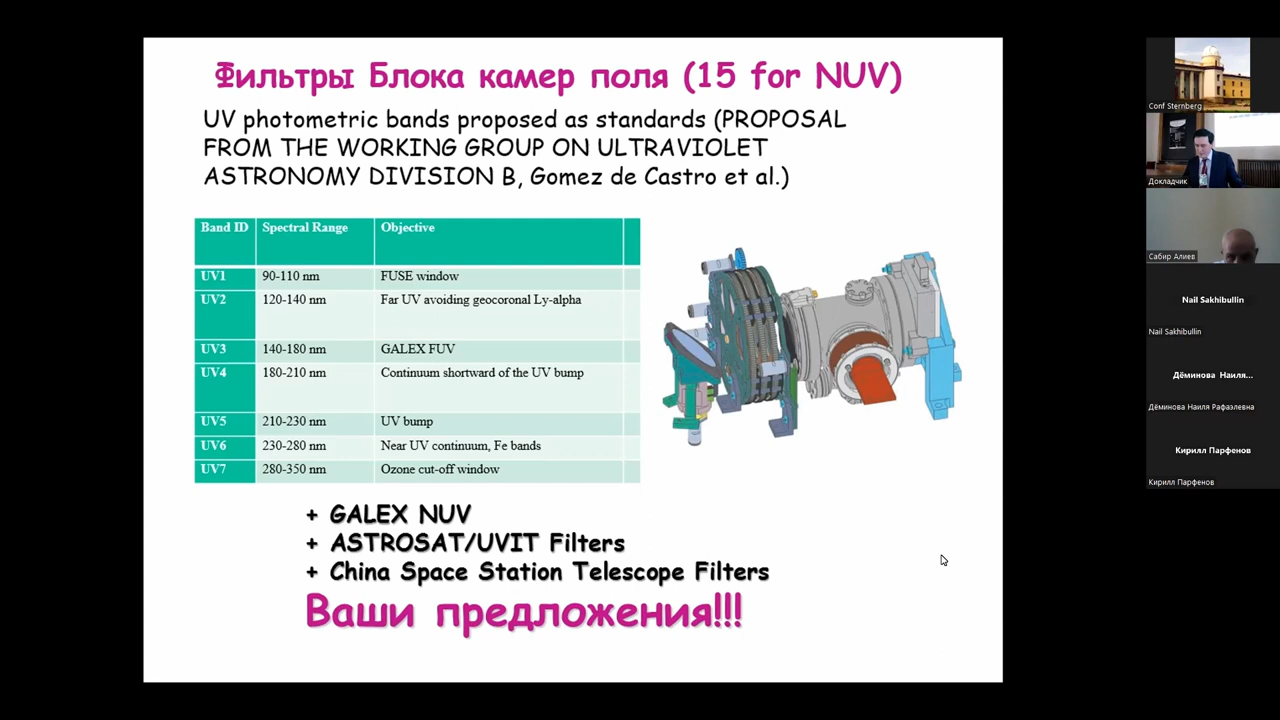 Фильтры Блока камер поля (15 for NUV)
UV photometric bands proposed as standards (PROPOSAL
FROM THE WORKING GROUP ON ULTRAVIOLET
ASTRONOMY DIVISION B, Gomez de Castro et al.)
Band ID Spectral Range Objective
UV1 90-110 nm FUSE window
UV2 120-140 nm Far UV avoiding geocoronal Ly-alpha
UV3 140-180 nm GALEX FUV
UV4 180-210 nm Continuum shortward of the UV bump
UV5 210-230 nm UV bump
UV6 230-280 nm Near UV continuum, Fe bands
UV7 280-350 nm Ozone cut-off window
+ GALEX NUV
+ ASTROSAT/UVIT Filters
+ China Space Station Telescope Filters
Ваши предложения!!!
Conf Sternberg
Докладчик
Сабир Алиев
Nail Sakhibullin
Nail Sakhibullin
Дёминова Наиля...
Дёминова Наиля Рафаэлевна
Кирилл Парфенов
Кирилл Парфенов